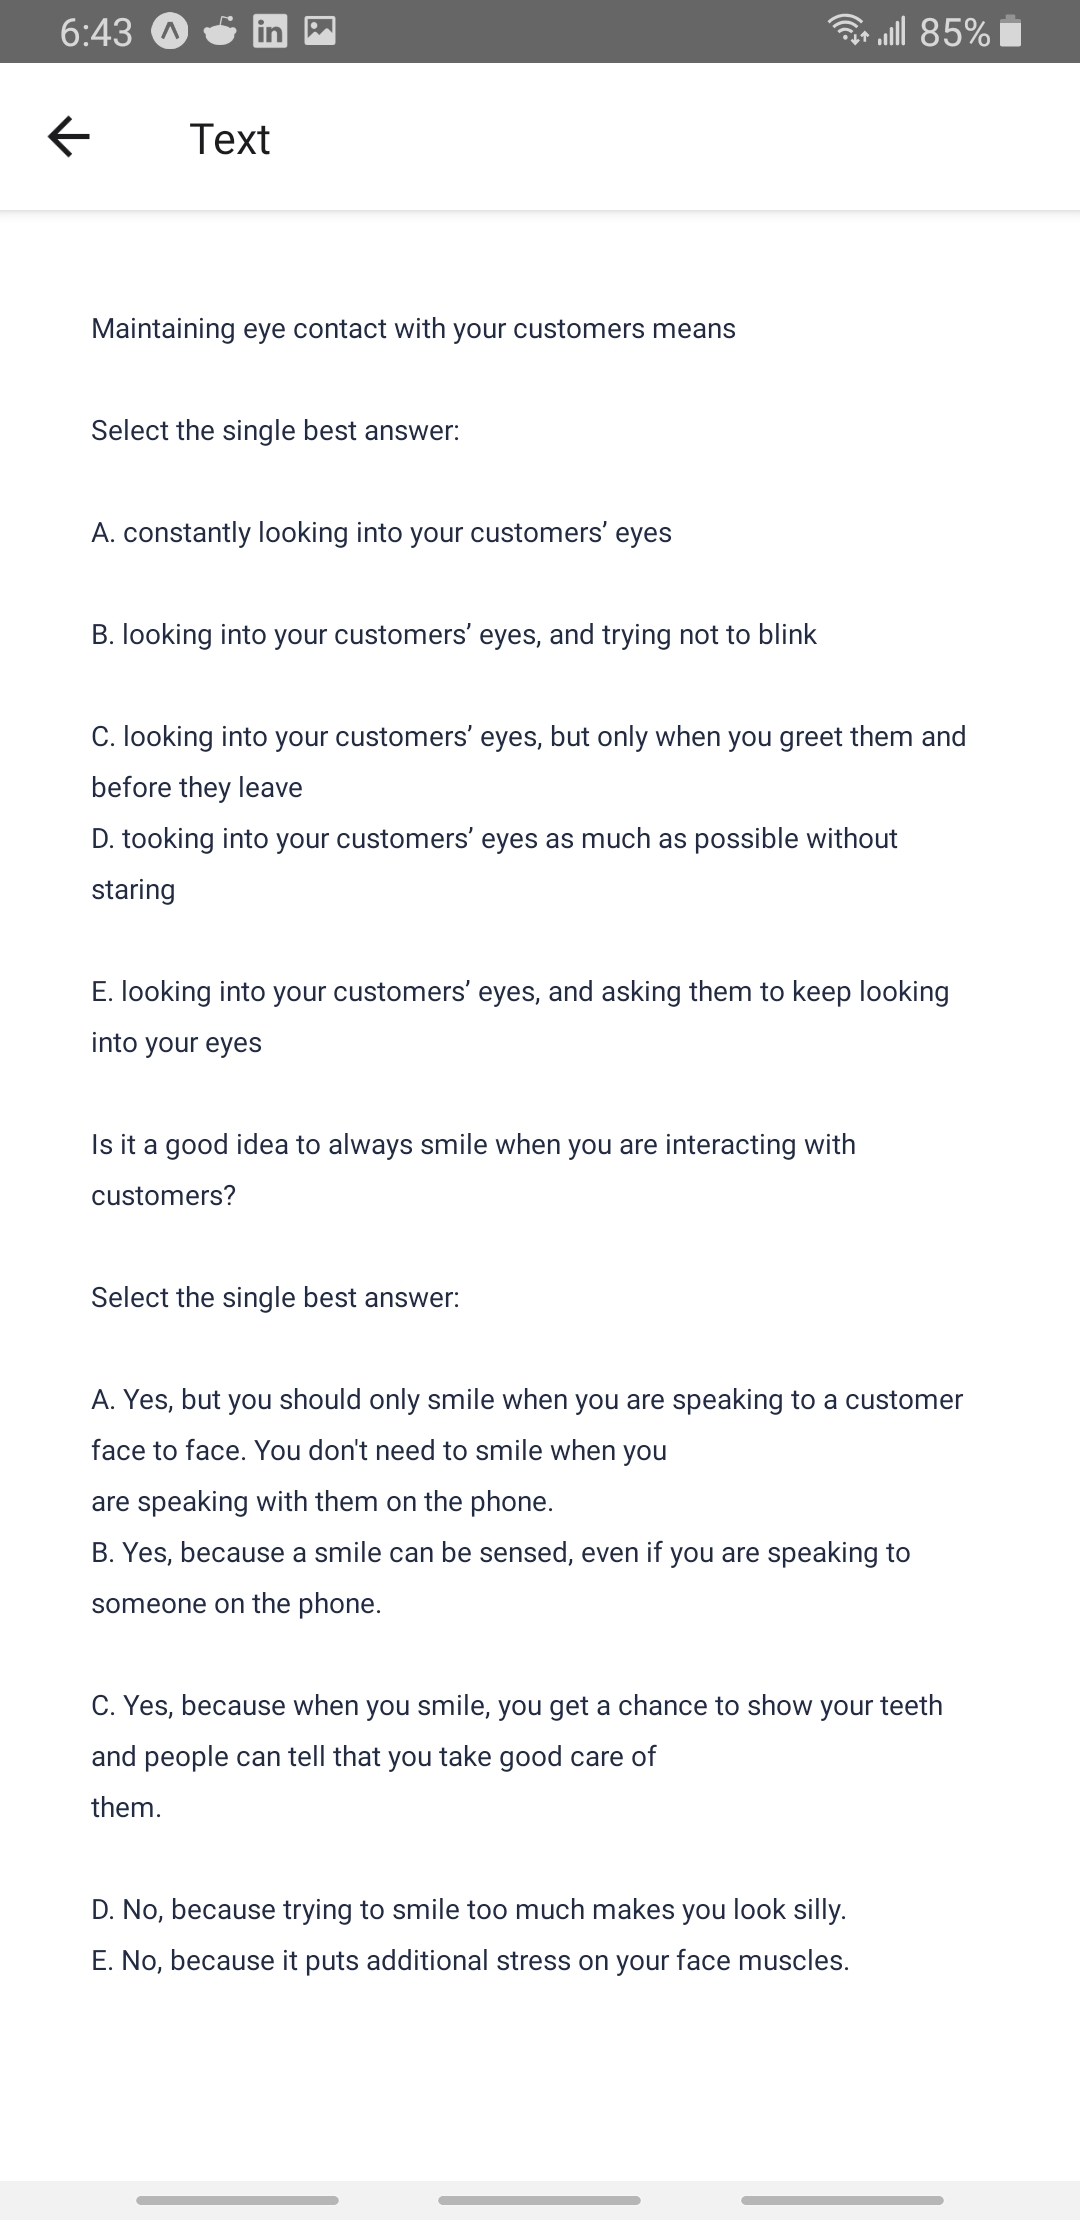 6:43
85%
Text
Maintaining eye contact with your customers means
Select the single best answer:
A. constantly looking into your customers’ eyes
B. looking into your customers’ eyes, and trying not to blink
C. looking into your customers’ eyes, but only when you greet them and
before they leave
D. tooking into your customers’ eyes as much as possible without
staring
E. looking into your customers’ eyes, and asking them to keep looking
into your eyes
Is it a good idea to always smile when you are interacting with
customers?
Select the single best answer:
A. Yes, but you should only smile when you are speaking to a customer
face to face. You don't need to smile when you
are speaking with them on the phone.
B. Yes, because a smile can be sensed, even if you are speaking to
someone on the phone.
C. Yes, because when you smile, you get a chance to show your teeth
and people can tell that you take good care of
them.
D. No, because trying to smile too much makes you look silly.
E. No, because it puts additional stress on your face muscles.